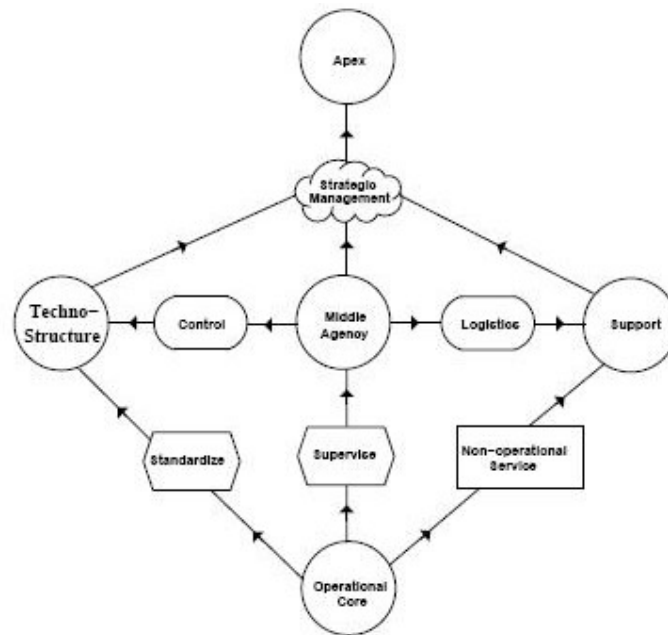 Apex
Strategic
Management
Techno-
Structure
Control
Middle
Agency
Logistics
Support
Standardize
Supervise
Non-operational
Service
Operational
Core